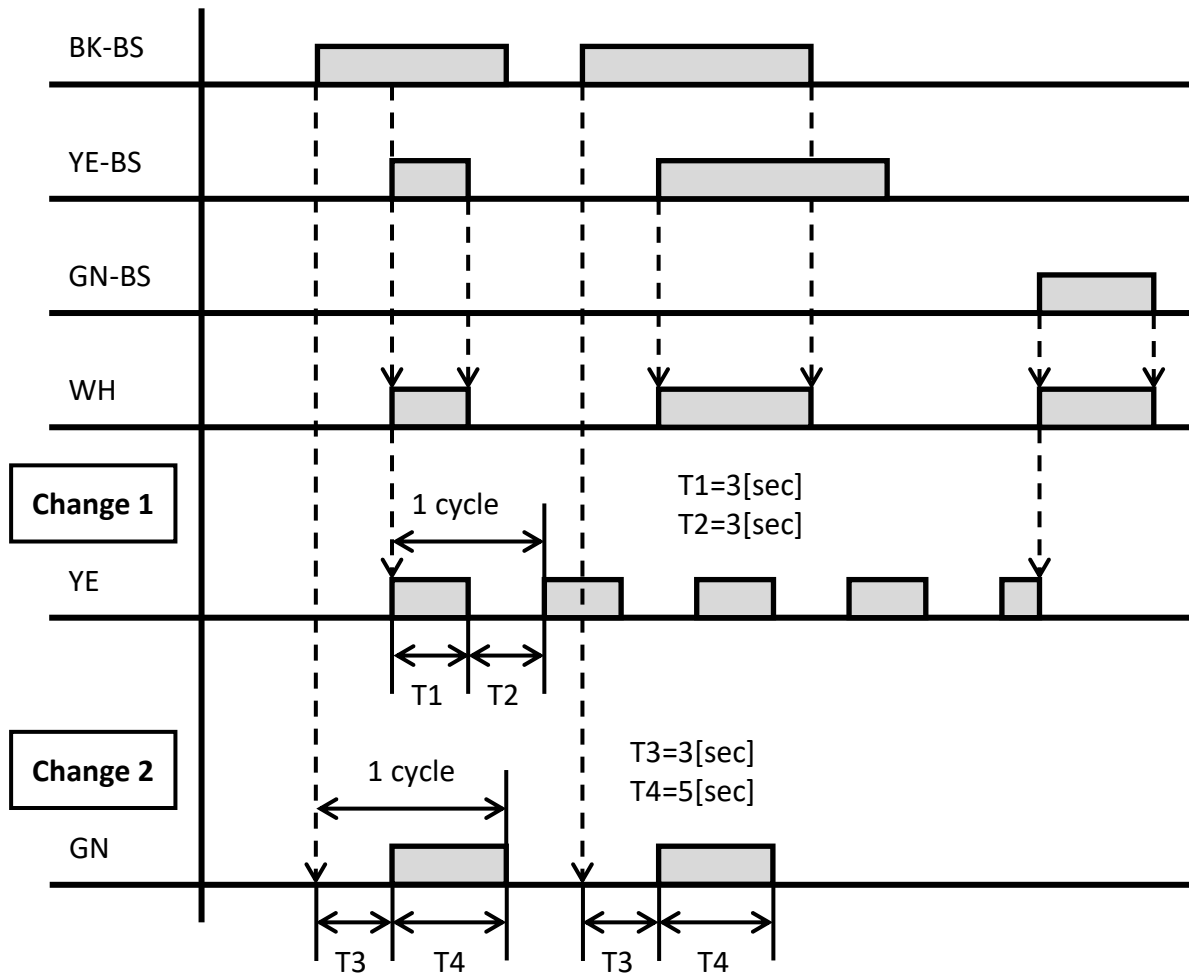 BK-BS
YE-BS
GN-BS
WH
Change 1
1 cycle
T1=3[sec]
T2=3[sec]
YE
T1
T2
Change 2
1 cycle
T3=3[sec]
T4=5[sec]
GN
T3
T4
T3
T4